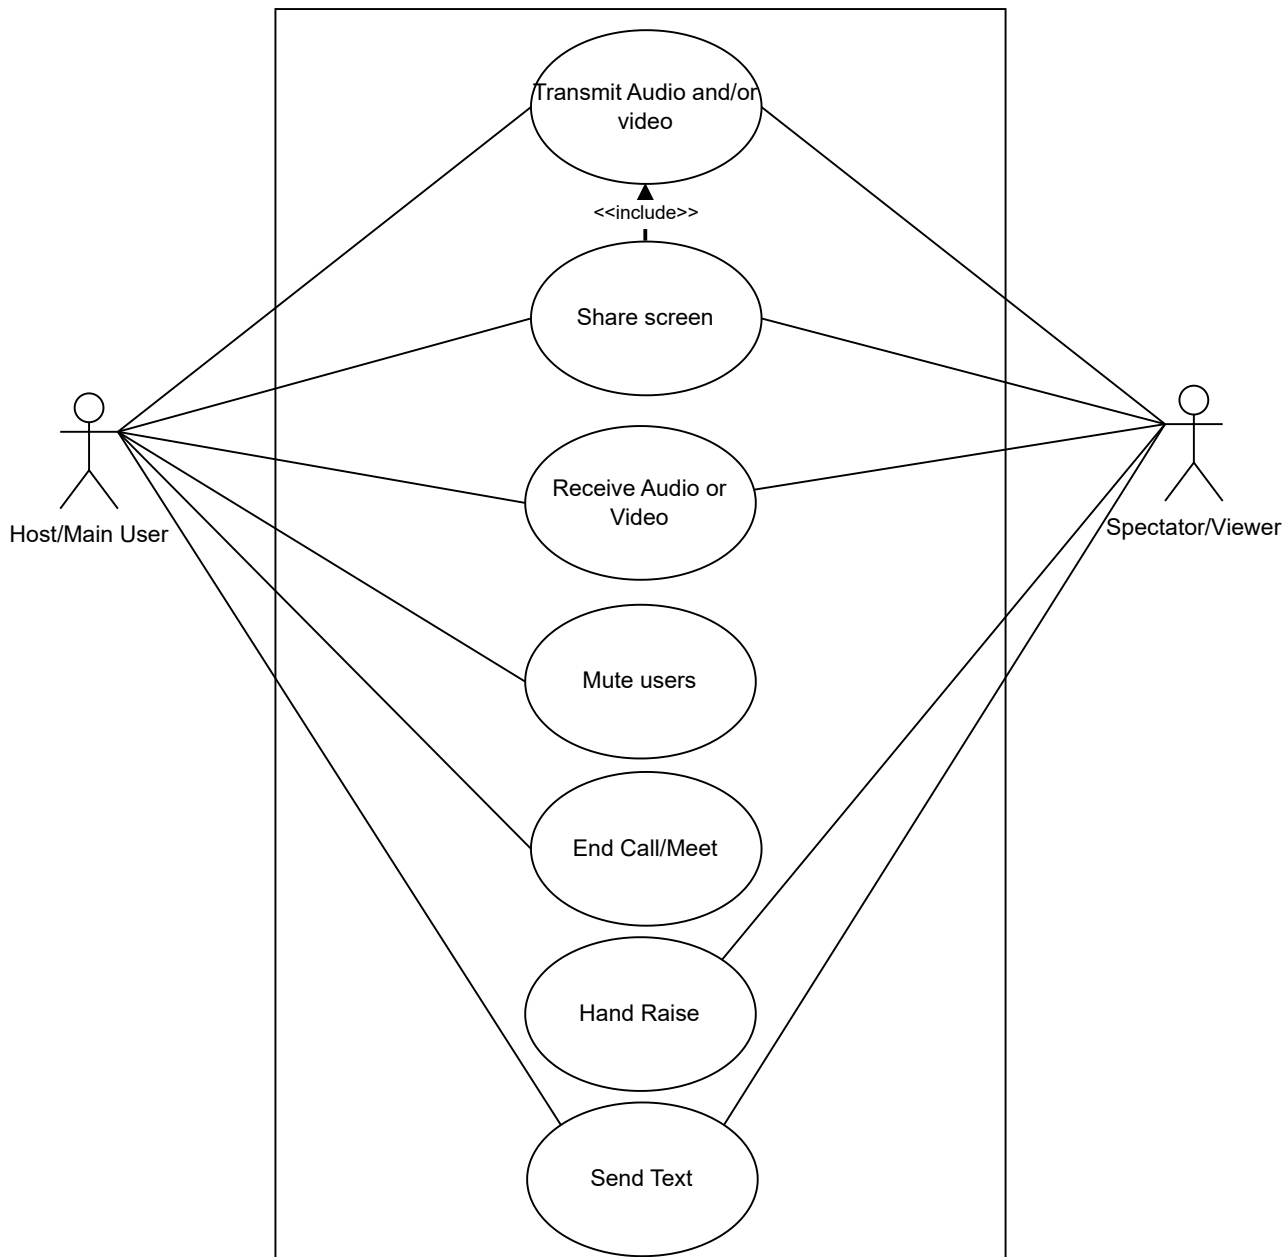 Transmit Audio and/or
video
<<include>>
Share screen
Receive Audio or
Video
Host/Main User
Spectator/Viewer
Mute users
End Call/Meet
Hand Raise
Send Text